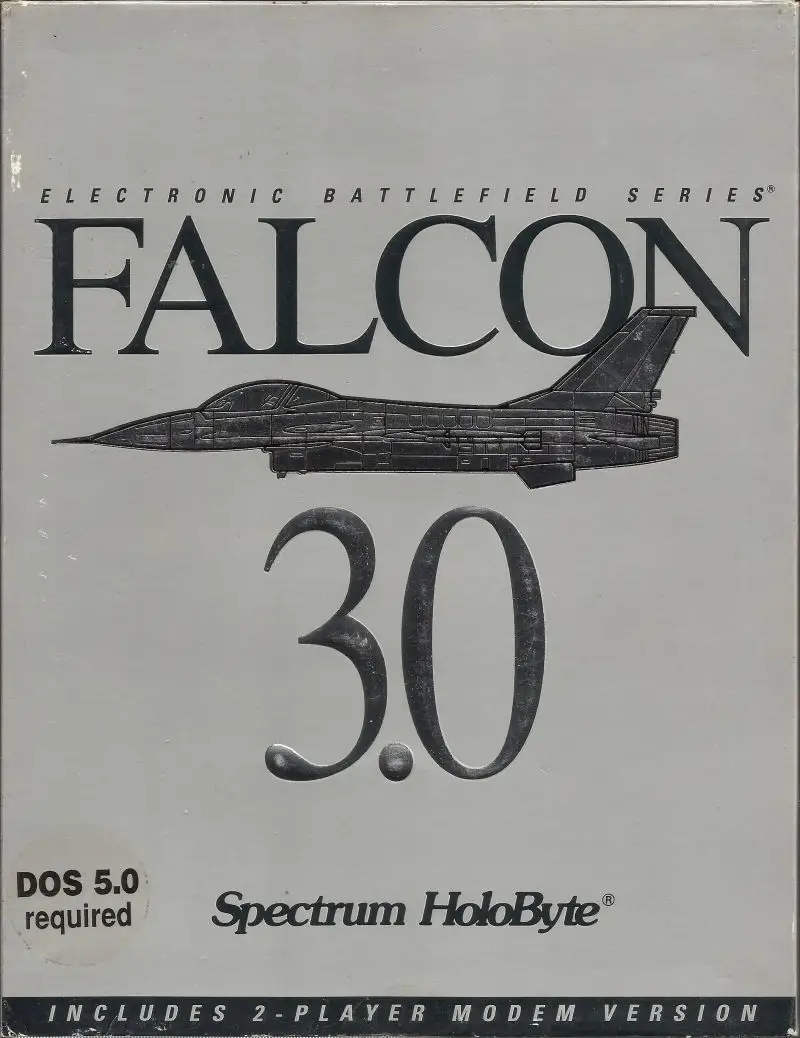 ELECTRONIC BATTLEFIELD SERIES®
FALCON
3.0
DOS 5.0
required
Spectrum HoloByte®
INCLUDES 2-PLAYER MODEM VERSION